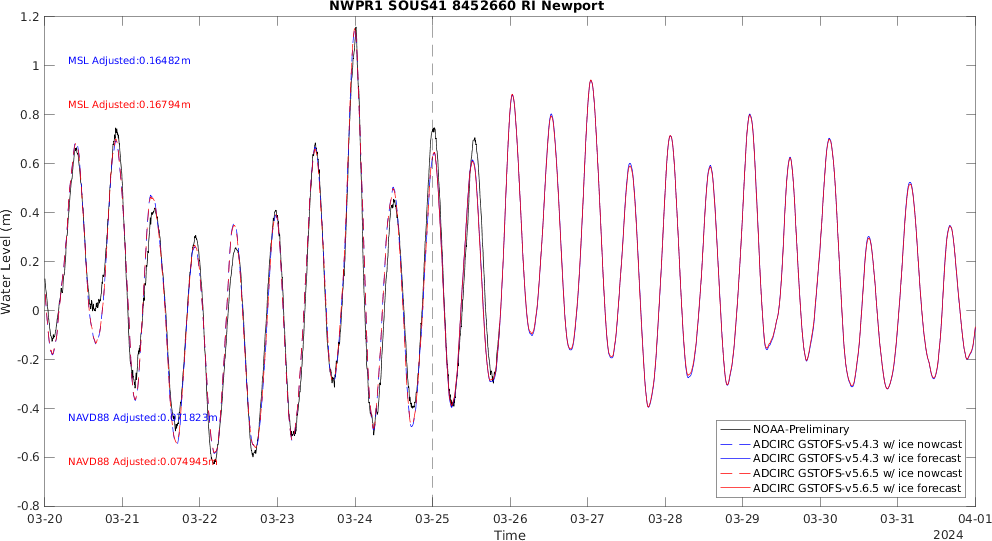 NWPR1 SOUS41 8452660 RI Newport
1.2
1
0.8
0.6
0.4
0.2
0
-0.2
-0.4
-0.6
-0.8
Water Level (m)
MSL Adjusted:0.16482m
MSL Adjusted:0.16794m
NAVD88 Adjusted:0.071823m
NAVD88 Adjusted:0.074945m
NOAA-Preliminary
ADCIRC GSTOFS-v5.4.3 w/ ice nowcast
ADCIRC GSTOFS-v5.4.3 w/ ice forecast
ADCIRC GSTOFS-v5.6.5 w/ ice nowcast
ADCIRC GSTOFS-v5.6.5 w/ ice forecast
03-20 03-21 03-22 03-23 03-24 03-25 03-26 03-27 03-28 03-29 03-30 03-31 04-01
Time
2024